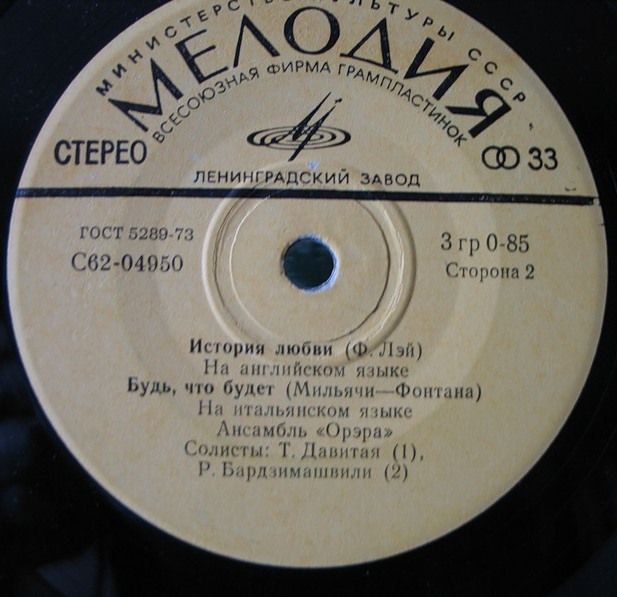 МИНИСТЕРСТВО КУЛЬТУРЫ СССР
МЕЛОДИЯ
ВСЕСОЮЗНАЯ ФИРМА ГРАМПЛАСТИНОК
СТЕРЕО
33
ЛЕНИНГРАДСКИЙ ЗАВОД
ГОСТ 5289-73
С62-04950
3 гр 0-85
Сторона 2
История любви (Ф. Лэй)
На английском языке
Будь, что будет (Мильячи—Фонтана)
На итальянском языке
Ансамбль «Орэра»
Солисты: Т. Давитая (1),
Р. Бардзимашвили (2)